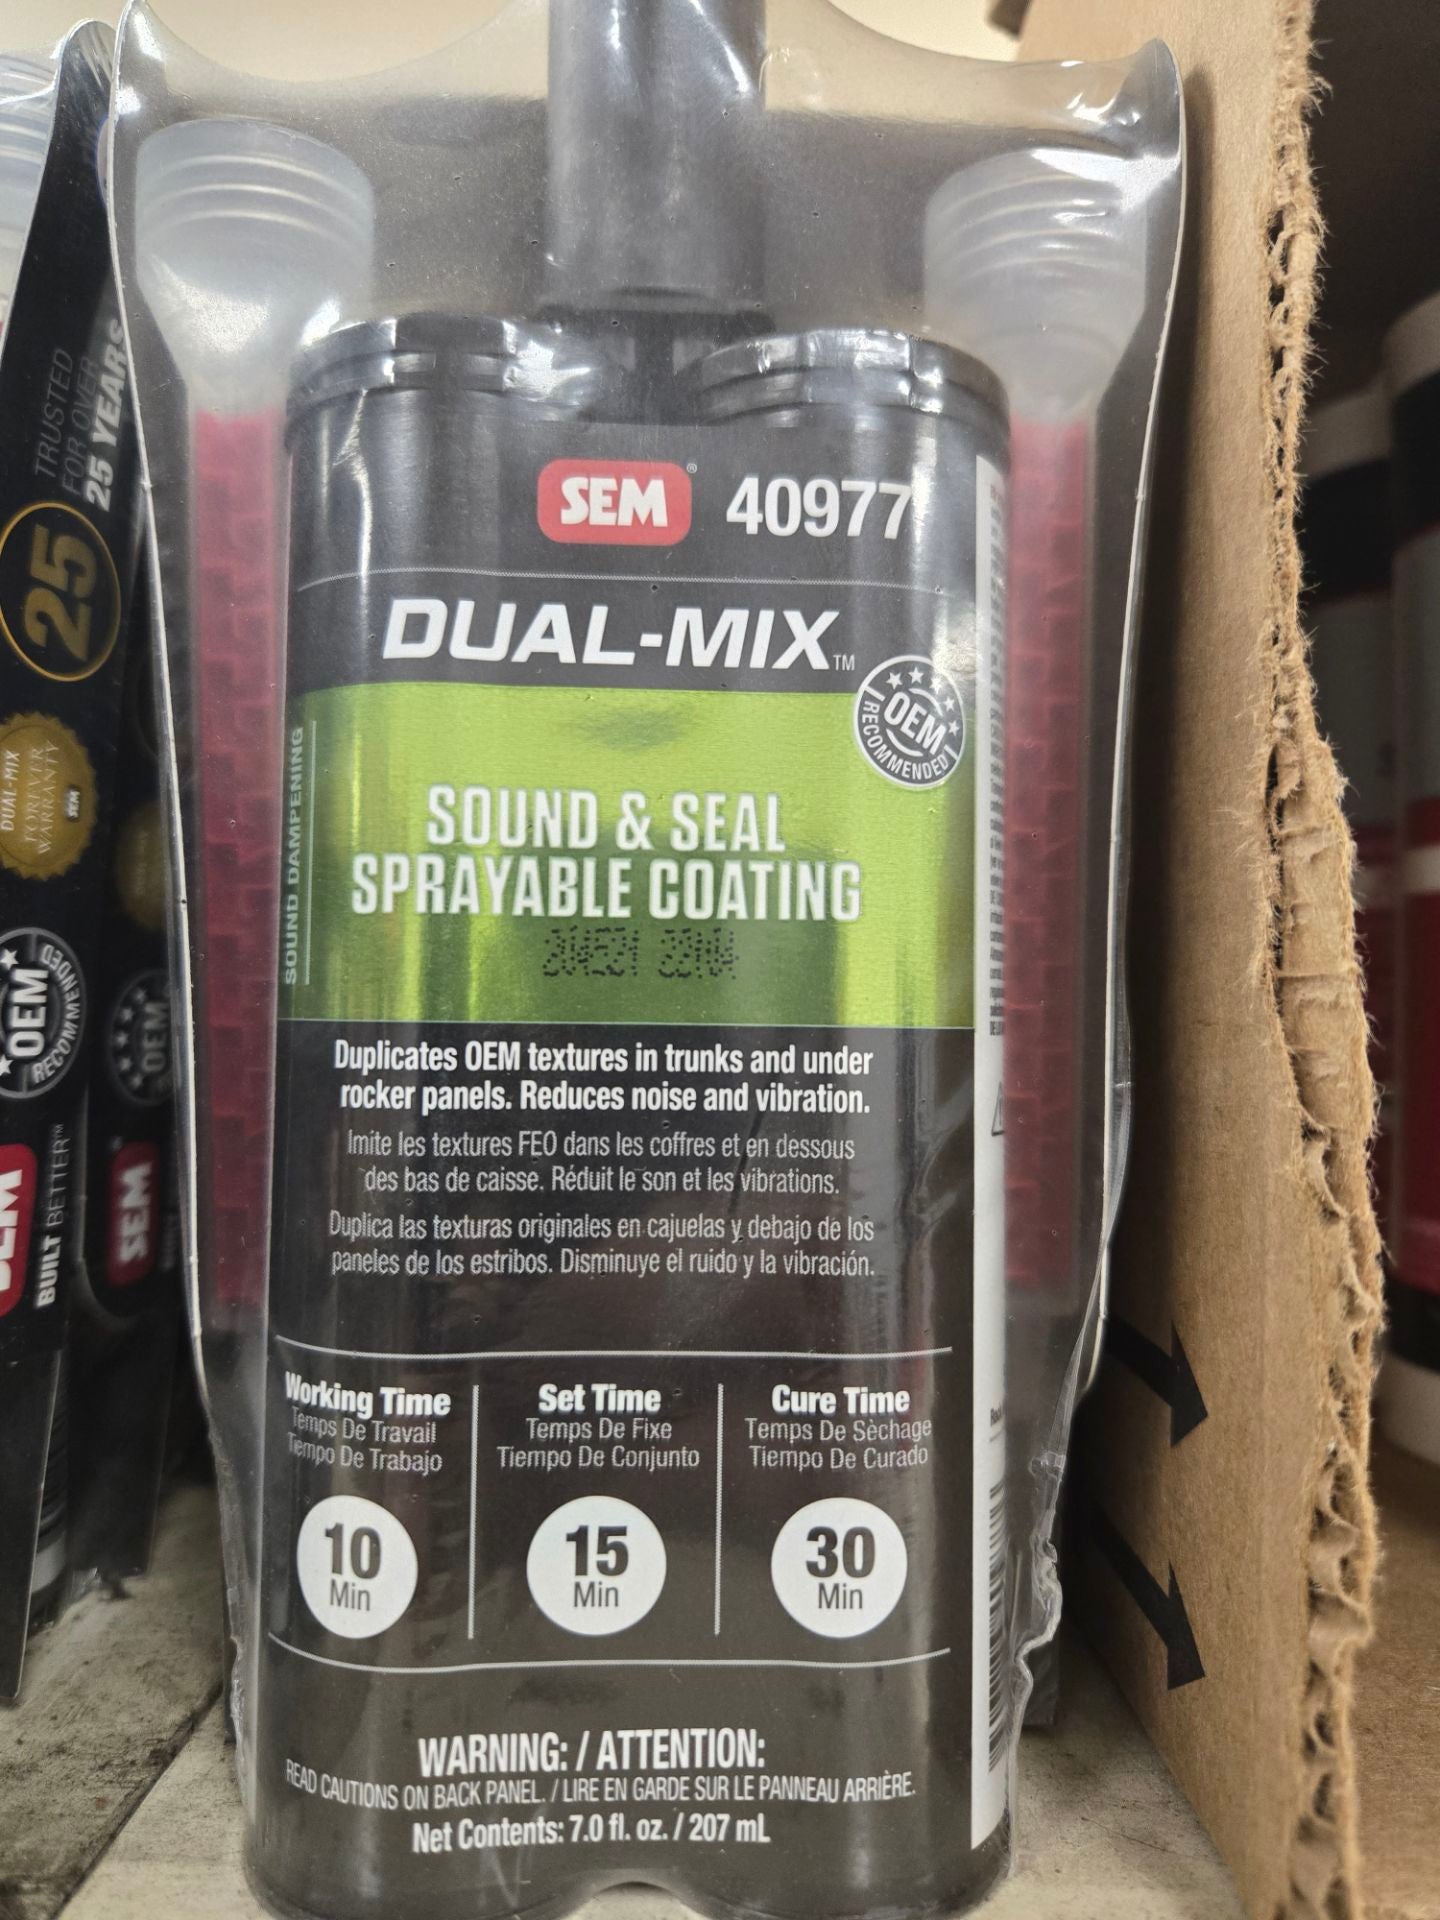 SEM® 40977
DUAL-MIX™
OEM
RECOMMENDED
SOUND DAMPENING
SOUND & SEAL
SPRAYABLE COATING
Duplicates OEM textures in trunks and under
rocker panels. Reduces noise and vibration.
Imite les textures FEO dans les coffres et en dessous
des bas de caisse. Réduit le son et les vibrations.
Duplica las texturas originales en cajuelas y debajo de los
paneles de los estribos. Disminuye el ruido y la vibración.
Working Time
Temps De Travail
Tiempo De Trabajo
10
Min
Set Time
Temps De Fixe
Tiempo De Conjunto
15
Min
Cure Time
Temps De Sèchage
Tiempo De Curado
30
Min
WARNING: / ATTENTION:
READ CAUTIONS ON BACK PANEL. / LIRE EN GARDE SUR LE PANNEAU ARRIÈRE.
Net Contents: 7.0 fl. oz. / 207 mL
TRUSTED
FOR OVER
25 YEARS
25
DUAL-MIX
WARRANTY
SEM
OEM
RECOMMENDED
BUILT BETTER™
OEM
SEM